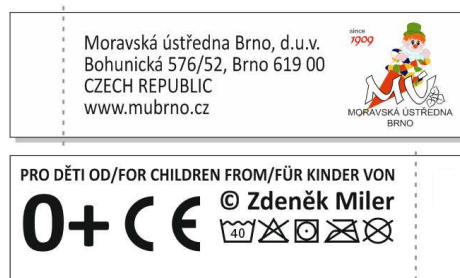 Moravská ústředna Brno, d.u.v.
Bohunická 576/52, Brno 619 00
CZECH REPUBLIC
www.mubrno.cz
since
1909
MÚ
MORAVSKÁ ÚSTŘEDNA
BRNO
PRO DĚTI OD/FOR CHILDREN FROM/FÜR KINDER VON
0+ CE
© Zdeněk Miler
40